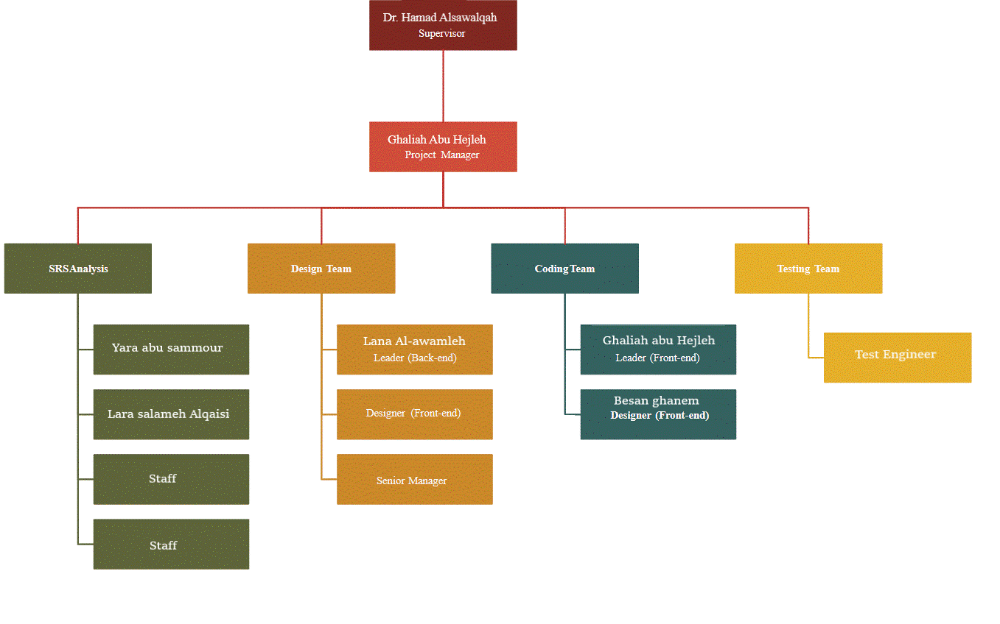 Dr. Hamad Alsawalqah
Supervisor
Ghaliah Abu Hejleh
Project Manager
SRSAnalysis
Design Team
CodingTeam
Testing Team
Yara abu sammour
Lara salameh Alqaisi
Staff
Staff
Lana Al-awamleh
Leader (Back-end)
Designer (Front-end)
Senior Manager
Ghaliah abu Hejleh
Leader (Front-end)
Besan ghanem
Designer (Front-end)
Test Engineer